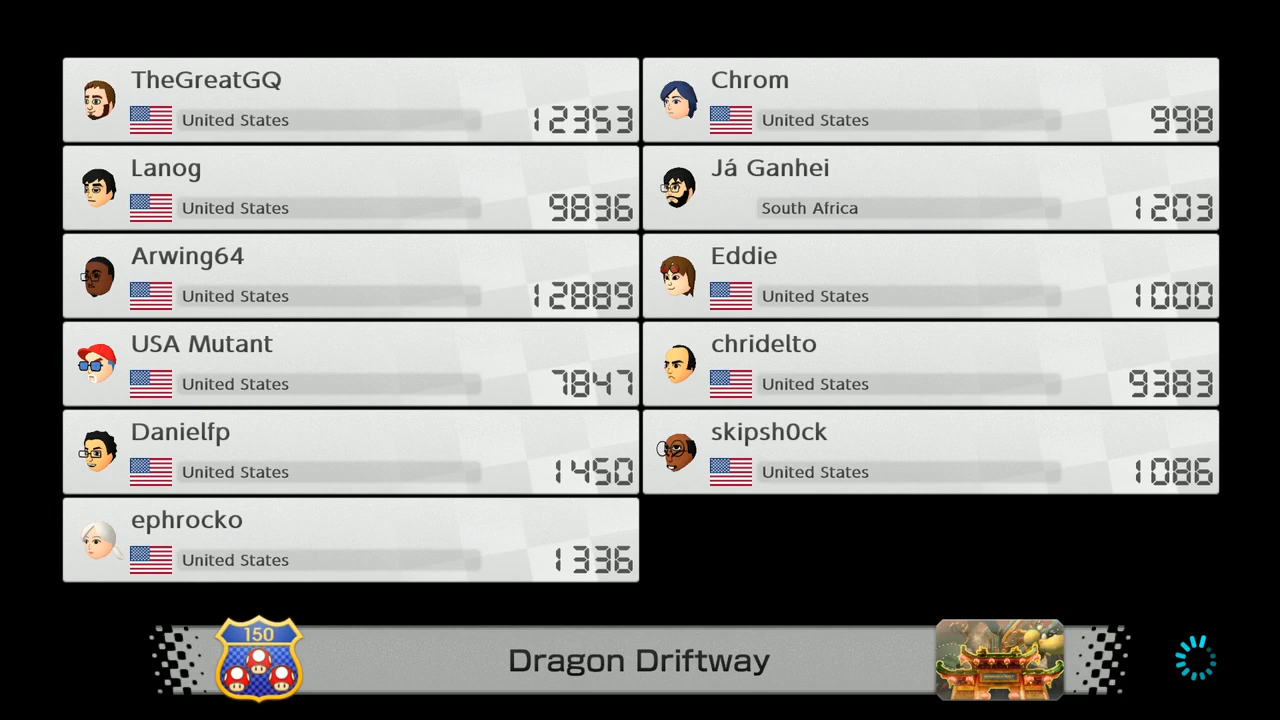 TheGreatGQ
United States 12353
Lanog
United States 9836
Arwing64
United States 12889
USA Mutant
United States 7847
Danielfp
United States 1450
ephrocko
United States 1336
Chrom
United States 998
Já Ganhei
South Africa 1203
Eddie
United States 1000
chridelto
United States 9383
skipsh0ck
United States 1086
150
Dragon Driftway